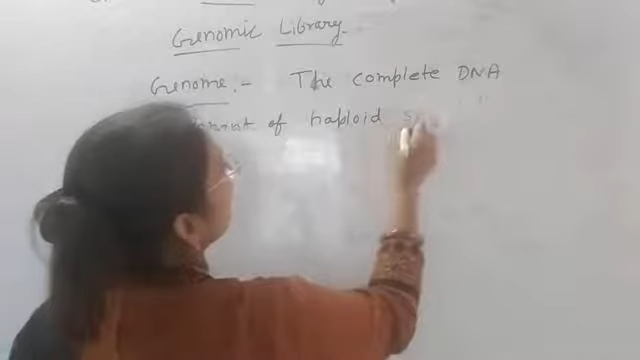 Genomic Library.
Genome.- The complete DNA
of haploid